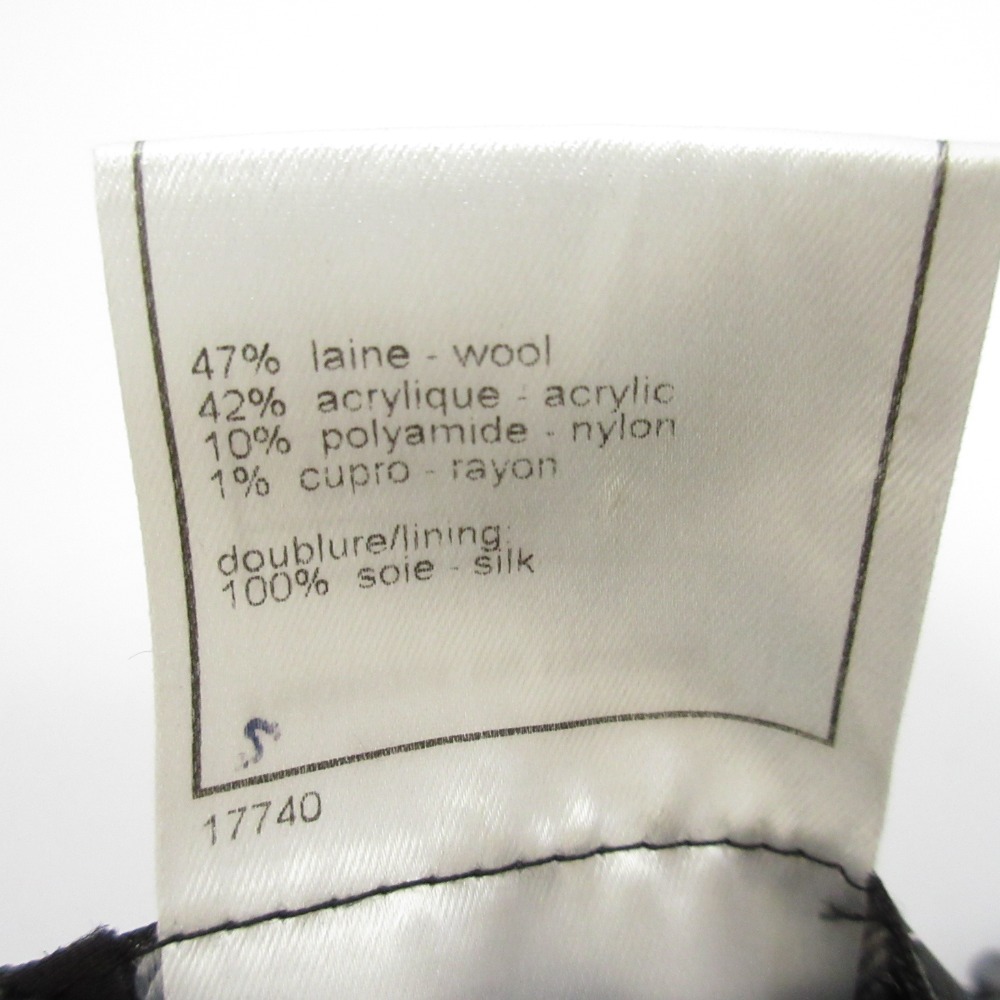 47% laine - wool
42% acrylique - acrylic
10% polyamide - nylon
1% cupro - rayon
doublure/lining:
100% soie - silk
S
17740